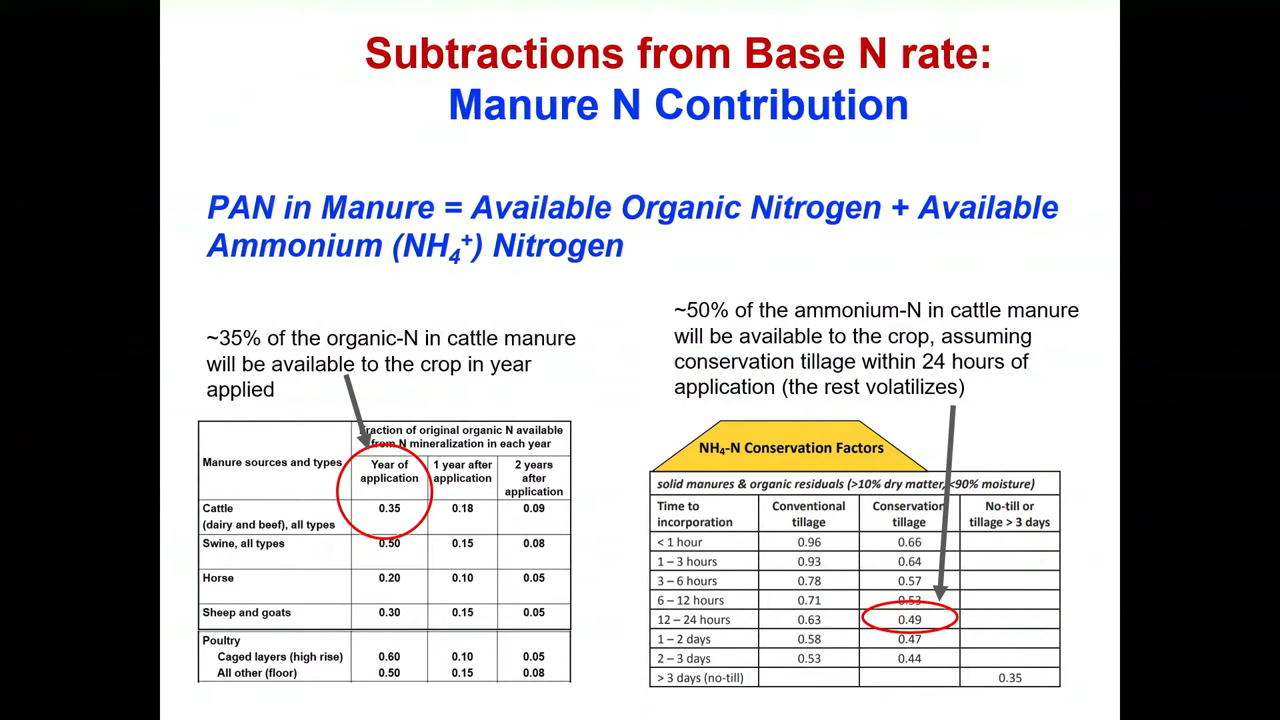 Subtractions from Base N rate:
Manure N Contribution
PAN in Manure = Available Organic Nitrogen + Available
Ammonium (NH₄⁺) Nitrogen
~35% of the organic-N in cattle manure
will be available to the crop in year
applied
~50% of the ammonium-N in cattle manure
will be available to the crop, assuming
conservation tillage within 24 hours of
application (the rest volatilizes)
Manure sources and types
Fraction of original organic N available
from N mineralization in each year
Year of application 1 year after application 2 years after application
Cattle
(dairy and beef), all types 0.35 0.18 0.09
Swine, all types 0.50 0.15 0.08
Horse 0.20 0.10 0.05
Sheep and goats 0.30 0.15 0.05
Poultry
Caged layers (high rise) 0.60 0.10 0.05
All other (floor) 0.50 0.15 0.08
NH₄-N Conservation Factors
solid manures & organic residuals (>10% dry matter, <90% moisture)
Time to incorporation Conventional tillage Conservation tillage No-till or tillage > 3 days
< 1 hour 0.96 0.66
1 – 3 hours 0.93 0.64
3 – 6 hours 0.78 0.57
6 – 12 hours 0.71 0.53
12 – 24 hours 0.63 0.49
1 – 2 days 0.58 0.47
2 – 3 days 0.53 0.44
> 3 days (no-till) 0.35